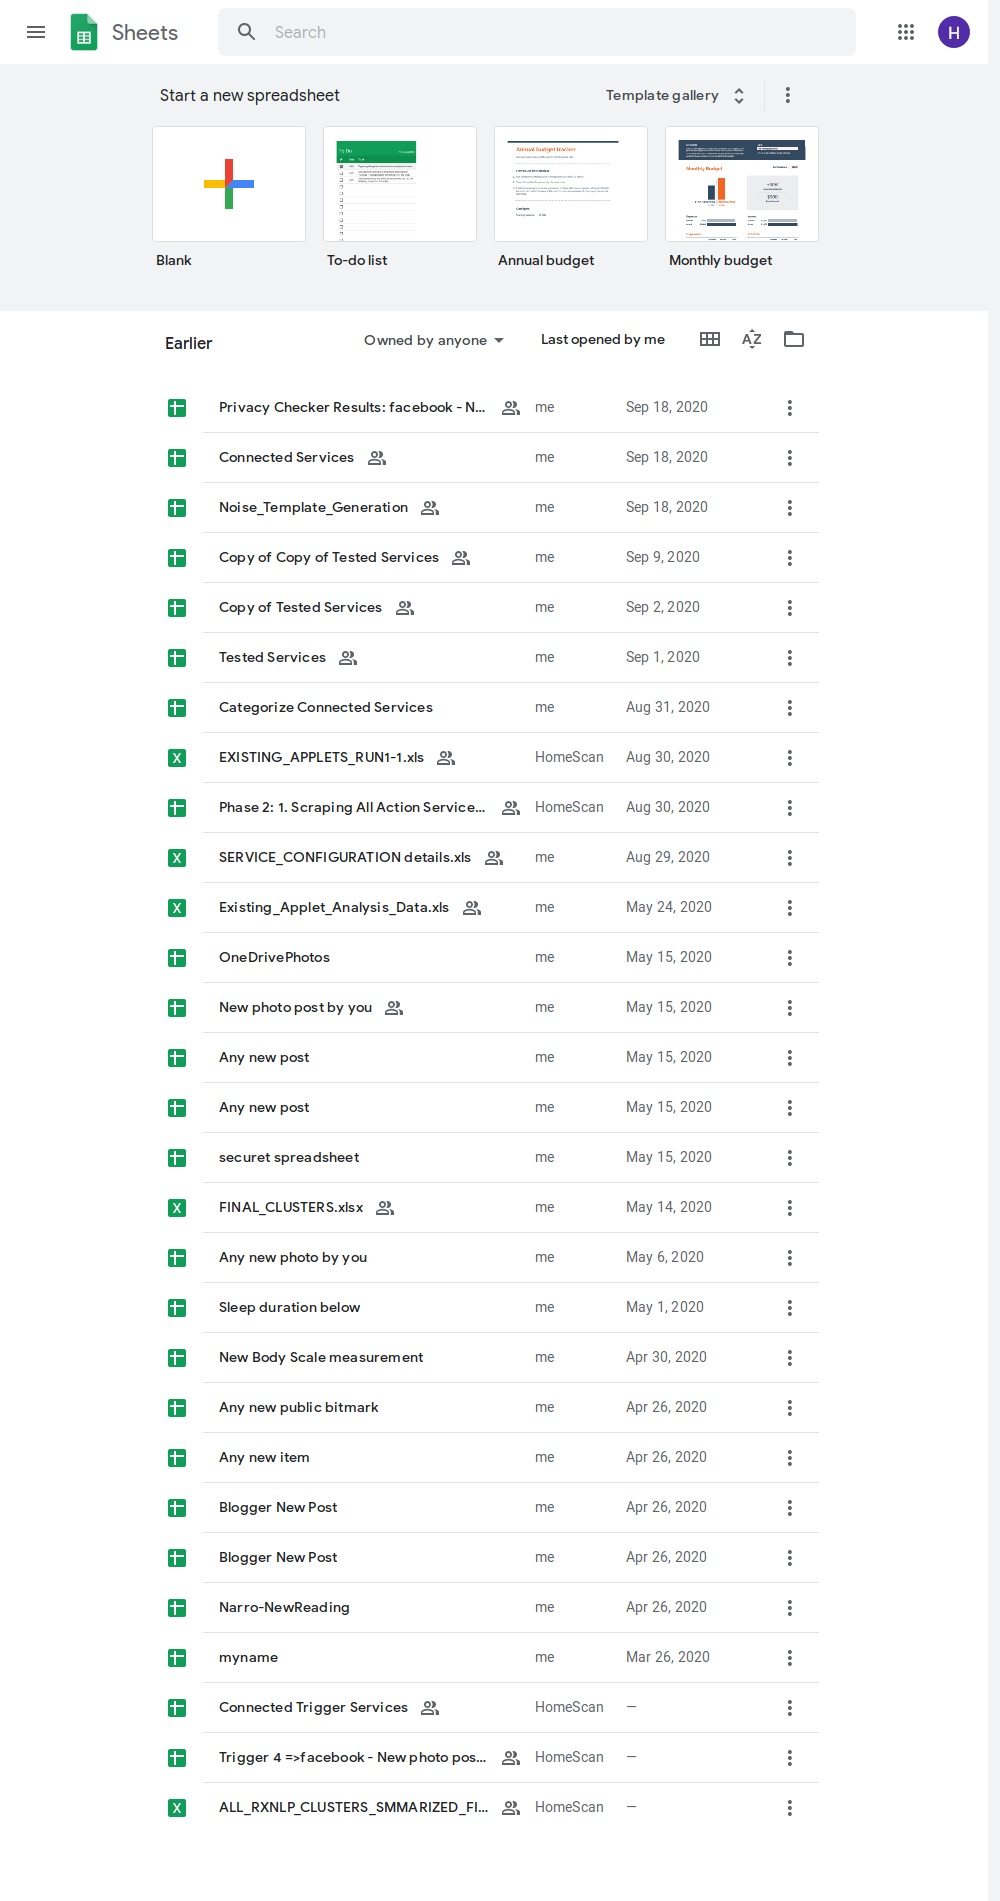 Sheets
Search
H
Start a new spreadsheet
Template gallery
To Do
Annual budget tracker
Monthly Budget
Blank
To-do list
Annual budget
Monthly budget
Earlier
Owned by anyone
Last opened by me
AZ
Privacy Checker Results: facebook - N... me Sep 18, 2020
Connected Services me Sep 18, 2020
Noise_Template_Generation me Sep 18, 2020
Copy of Copy of Tested Services me Sep 9, 2020
Copy of Tested Services me Sep 2, 2020
Tested Services me Sep 1, 2020
Categorize Connected Services me Aug 31, 2020
X EXISTING_APPLETS_RUN1-1.xls HomeScan Aug 30, 2020
Phase 2: 1. Scraping All Action Service... HomeScan Aug 30, 2020
X SERVICE_CONFIGURATION details.xls me Aug 29, 2020
X Existing_Applet_Analysis_Data.xls me May 24, 2020
OneDrivePhotos me May 15, 2020
New photo post by you me May 15, 2020
Any new post me May 15, 2020
Any new post me May 15, 2020
securet spreadsheet me May 15, 2020
X FINAL_CLUSTERS.xlsx me May 14, 2020
Any new photo by you me May 6, 2020
Sleep duration below me May 1, 2020
New Body Scale measurement me Apr 30, 2020
Any new public bitmark me Apr 26, 2020
Any new item me Apr 26, 2020
Blogger New Post me Apr 26, 2020
Blogger New Post me Apr 26, 2020
Narro-NewReading me Apr 26, 2020
myname me Mar 26, 2020
Connected Trigger Services HomeScan —
Trigger 4 =>facebook - New photo pos... HomeScan —
X ALL_RXNLP_CLUSTERS_SMMARIZED_FI... HomeScan —